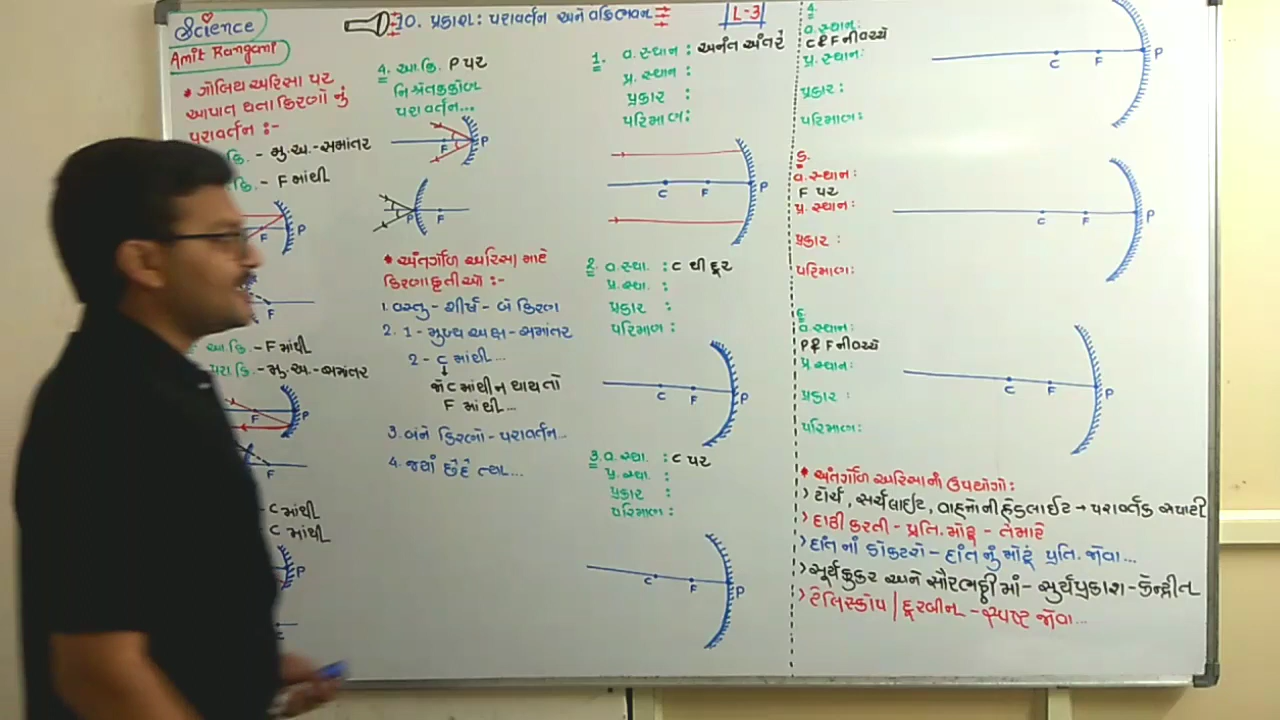 Science
Amit Rangani
10. પ્રકાશ: પરાવર્તન અને વક્રિભવન
L-3
* ગોલિય અરિસા પર
આપાત થતા કિરણો નું
પરાવર્તન :-
કિ. - મુ.અ.-સમાંતર
કિ. - F માંથી
F
P
F
આ.કિ. - F માંથી
પરા.કિ.-મુ.અ.-સમાંતર
F
P
F
- C માંથી
C માંથી
P
4. આ.કિ. P પર
પરાવર્તન...
F
P
P
F
* અંતર્ગોળ અરિસા માટે
કિરણાકૃતીઓ :-
1. વસ્તુ - શીર્ષ - બે કિરણ
2. 1 - મુખ્ય અક્ષ - સમાંતર
2 - C માંથી...
જો C માંથી ન થાય તો
F માંથી...
3. બંને કિરણો - પરાવર્તન...
4. જ્યાં છેદે ત્યાં...
1. વ. સ્થાન : અનંત અંતરે
પ્ર. સ્થાન :
પ્રકાર :
પરિમાણ:
C
F
P
2. વ.સ્થા. : C થી દૂર
પ્ર.સ્થા. :
પ્રકાર :
પરિમાણ :
C
F
P
3. વ.સ્થા. : C પર
પ્ર.સ્થા. :
પ્રકાર :
પરિમાણ :
C
F
P
4.
વ.સ્થાન:
C & F ની વચ્ચે
પ્ર. સ્થાન:
પ્રકાર :
પરિમાણ:
C
F
P
5.
વ. સ્થાન:
F પર
પ્ર. સ્થાન:
પ્રકાર :
પરિમાણ:
C
F
P
6.
વ.સ્થાન:
P & F ની વચ્ચે
પ્ર.સ્થાન:
પ્રકાર :
પરિમાણ:
C
F
P
* અંતર્ગોળ અરિસાના ઉપયોગો:
> ટોર્ચ, સર્ચલાઈટ, વાહનોની હેડલાઈટ → પરાવર્તક સપાટી
> દાઢી કરતી - પ્રતિ.મોટૂ - તેમારે
> દાંત નાં ડોક્ટરો - દાંત નું મોટૂં પ્રતિ. જોવા...
> સૂર્યકુકર અને સૌરભઠ્ઠી માં - સુર્યપ્રકાશ - કેન્દ્રીત
> ટેલિસ્કોપ / દૂરબીન - સ્પષ્ટ જોવા...